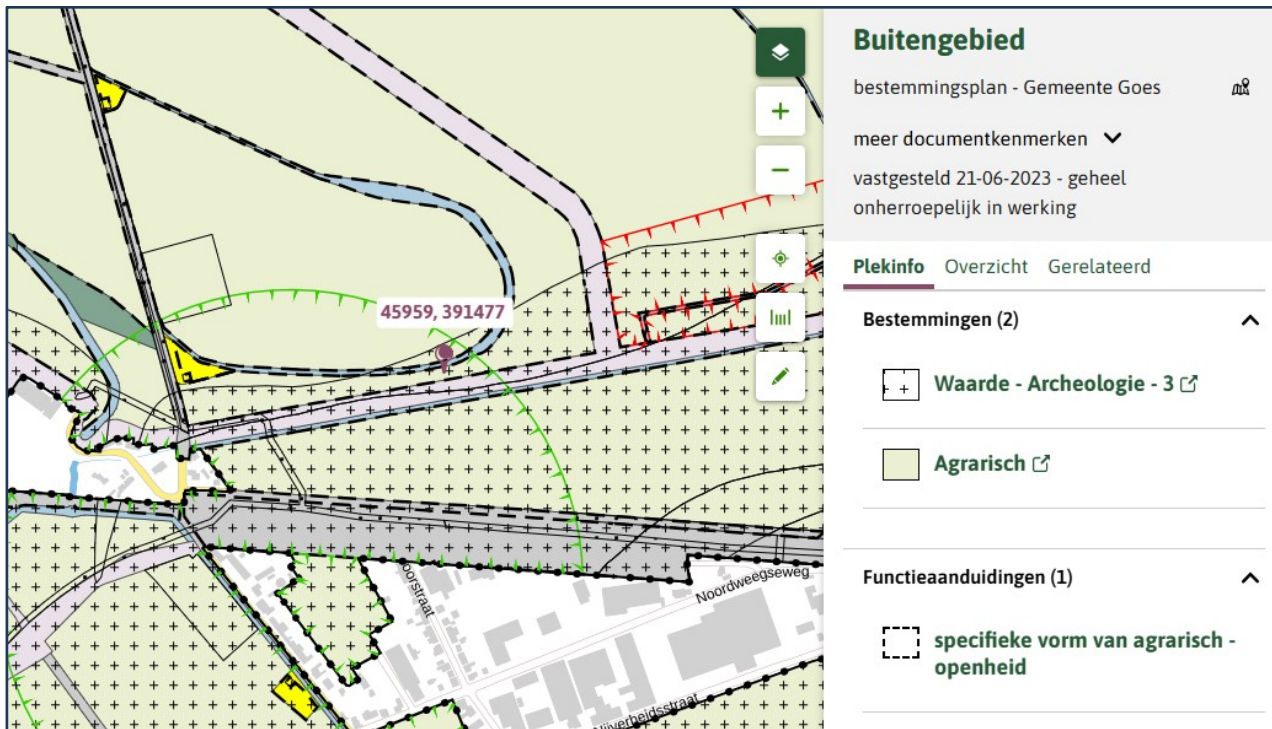 45959, 391477
Noordweegseweg
Buitengebied
bestemmingsplan - Gemeente Goes
meer documentkenmerken
vastgesteld 21-06-2023 - geheel
onherroepelijk in werking
Plekinfo Overzicht Gerelateerd
Bestemmingen (2)
Waarde - Archeologie - 3
Agrarisch
Functieaanduidingen (1)
specifieke vorm van agrarisch -
openheid